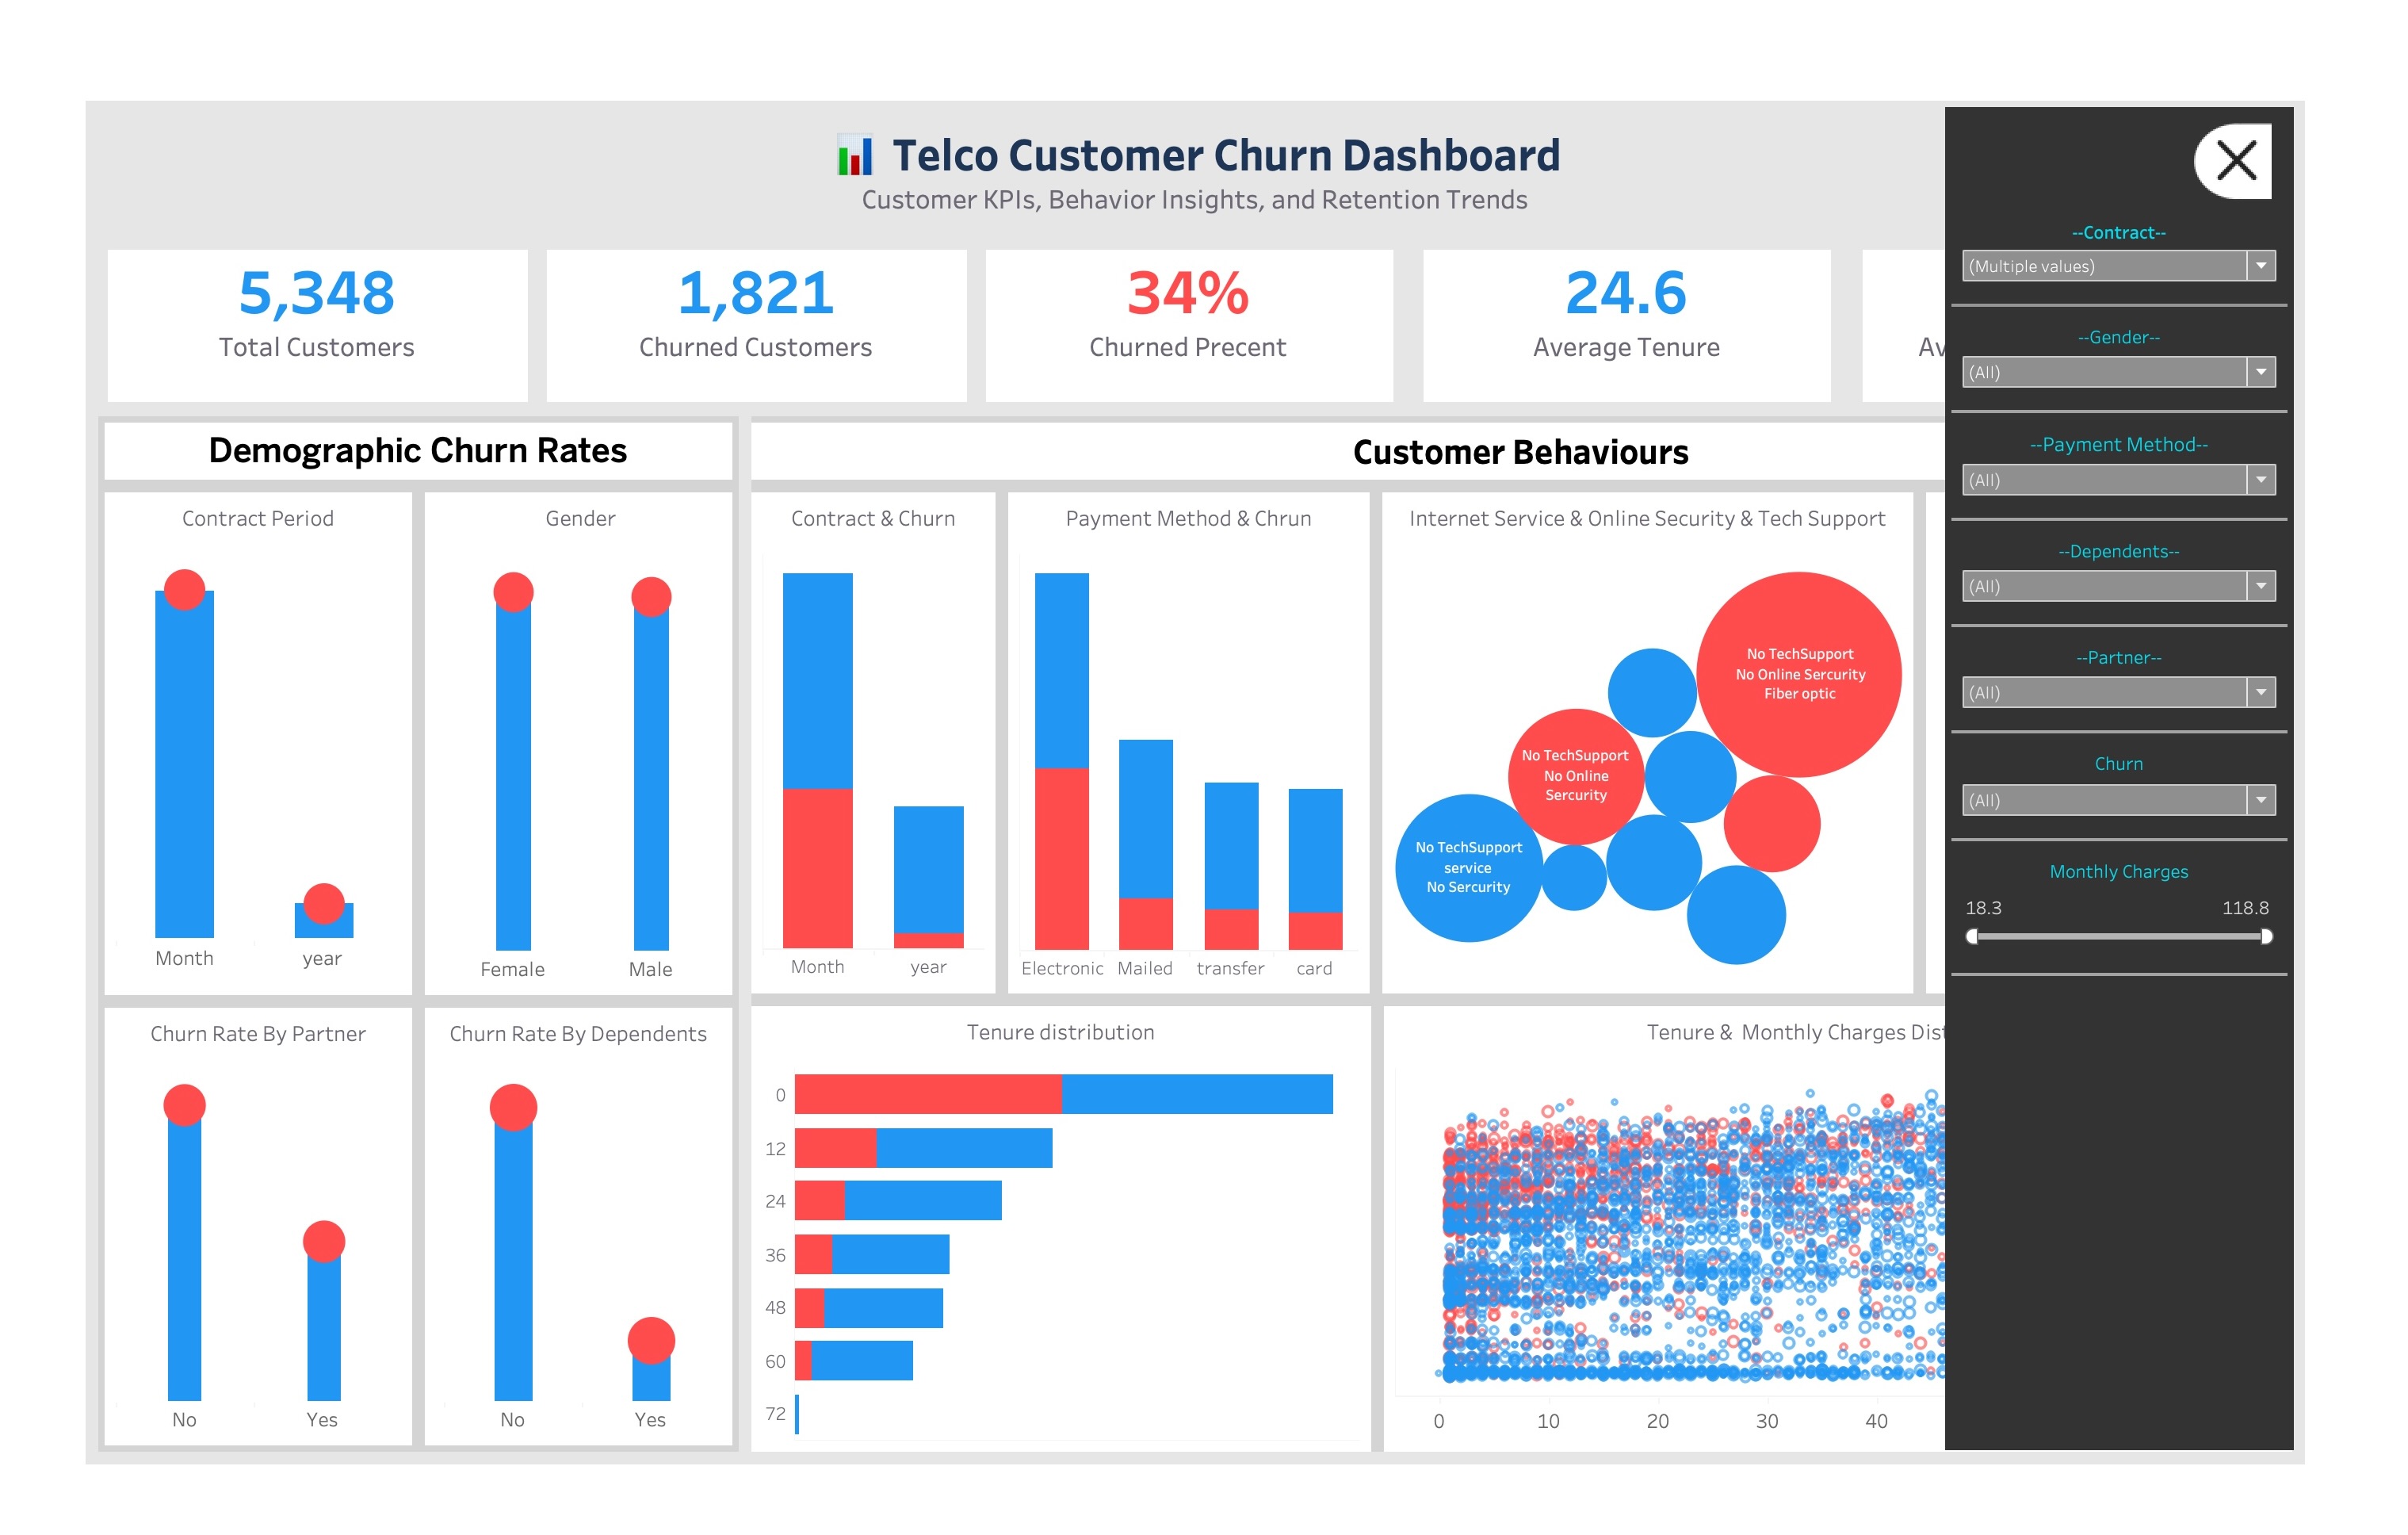 Telco Customer Churn Dashboard
Customer KPIs, Behavior Insights, and Retention Trends
5,348
Total Customers
1,821
Churned Customers
34%
Churned Precent
24.6
Average Tenure
Av
Demographic Churn Rates
Contract Period
Month
year
Gender
Female
Male
Churn Rate By Partner
No
Yes
Churn Rate By Dependents
No
Yes
Customer Behaviours
Contract & Churn
Month
year
Payment Method & Chrun
Electronic
Mailed
transfer
card
Internet Service & Online Security & Tech Support
No TechSupport
No Online Sercurity
Fiber optic
No TechSupport
No Online
Sercurity
No TechSupport
service
No Sercurity
Tenure distribution
0
12
24
36
48
60
72
Tenure & Monthly Charges Dist
0
10
20
30
40
--Contract--
(Multiple values)
--Gender--
(All)
--Payment Method--
(All)
--Dependents--
(All)
--Partner--
(All)
Churn
(All)
Monthly Charges
18.3
118.8